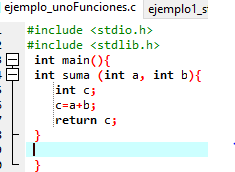 ejemplo_unoFunciones.c ejemplo1_s
#include <stdio.h>
#include <stdlib.h>
int main(){
int suma (int a, int b){
int c;
c=a+b;
return c;
}
}